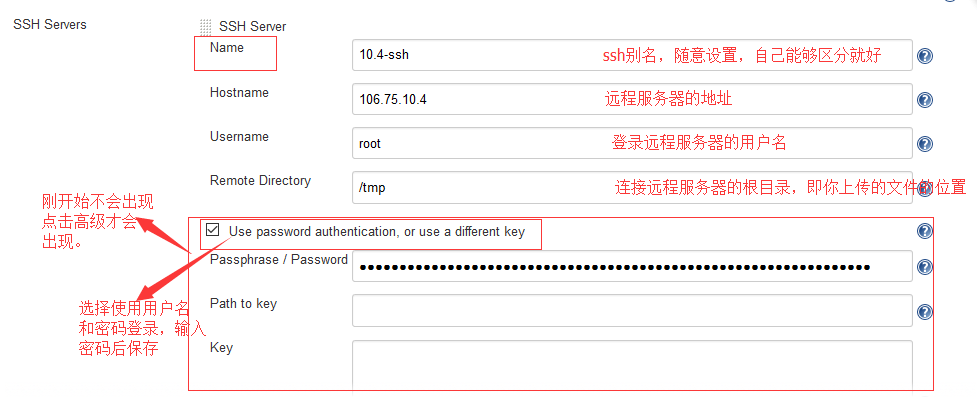 SSH Servers
SSH Server
Name
10.4-ssh
ssh别名，随意设置，自己能够区分就好
Hostname
106.75.10.4
远程服务器的地址
Username
root
登录远程服务器的用户名
Remote Directory
/tmp
连接远程服务器的根目录，即你上传的文件的位置
刚开始不会出现
点击高级才会
出现。
Use password authentication, or use a different key
Passphrase / Password
Path to key
选择使用用户名
和密码登录，输入
密码后保存
Key